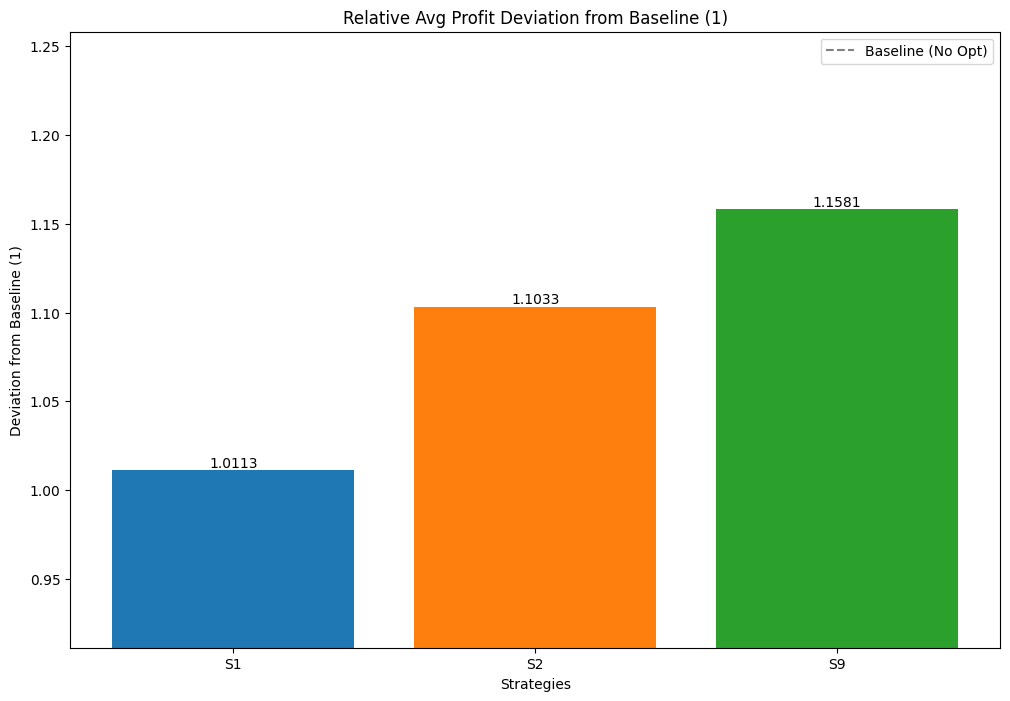 Relative Avg Profit Deviation from Baseline (1)
Baseline (No Opt)
Deviation from Baseline (1)
1.25
1.20
1.15
1.10
1.05
1.00
0.95
1.0113
1.1033
1.1581
S1
S2
S9
Strategies